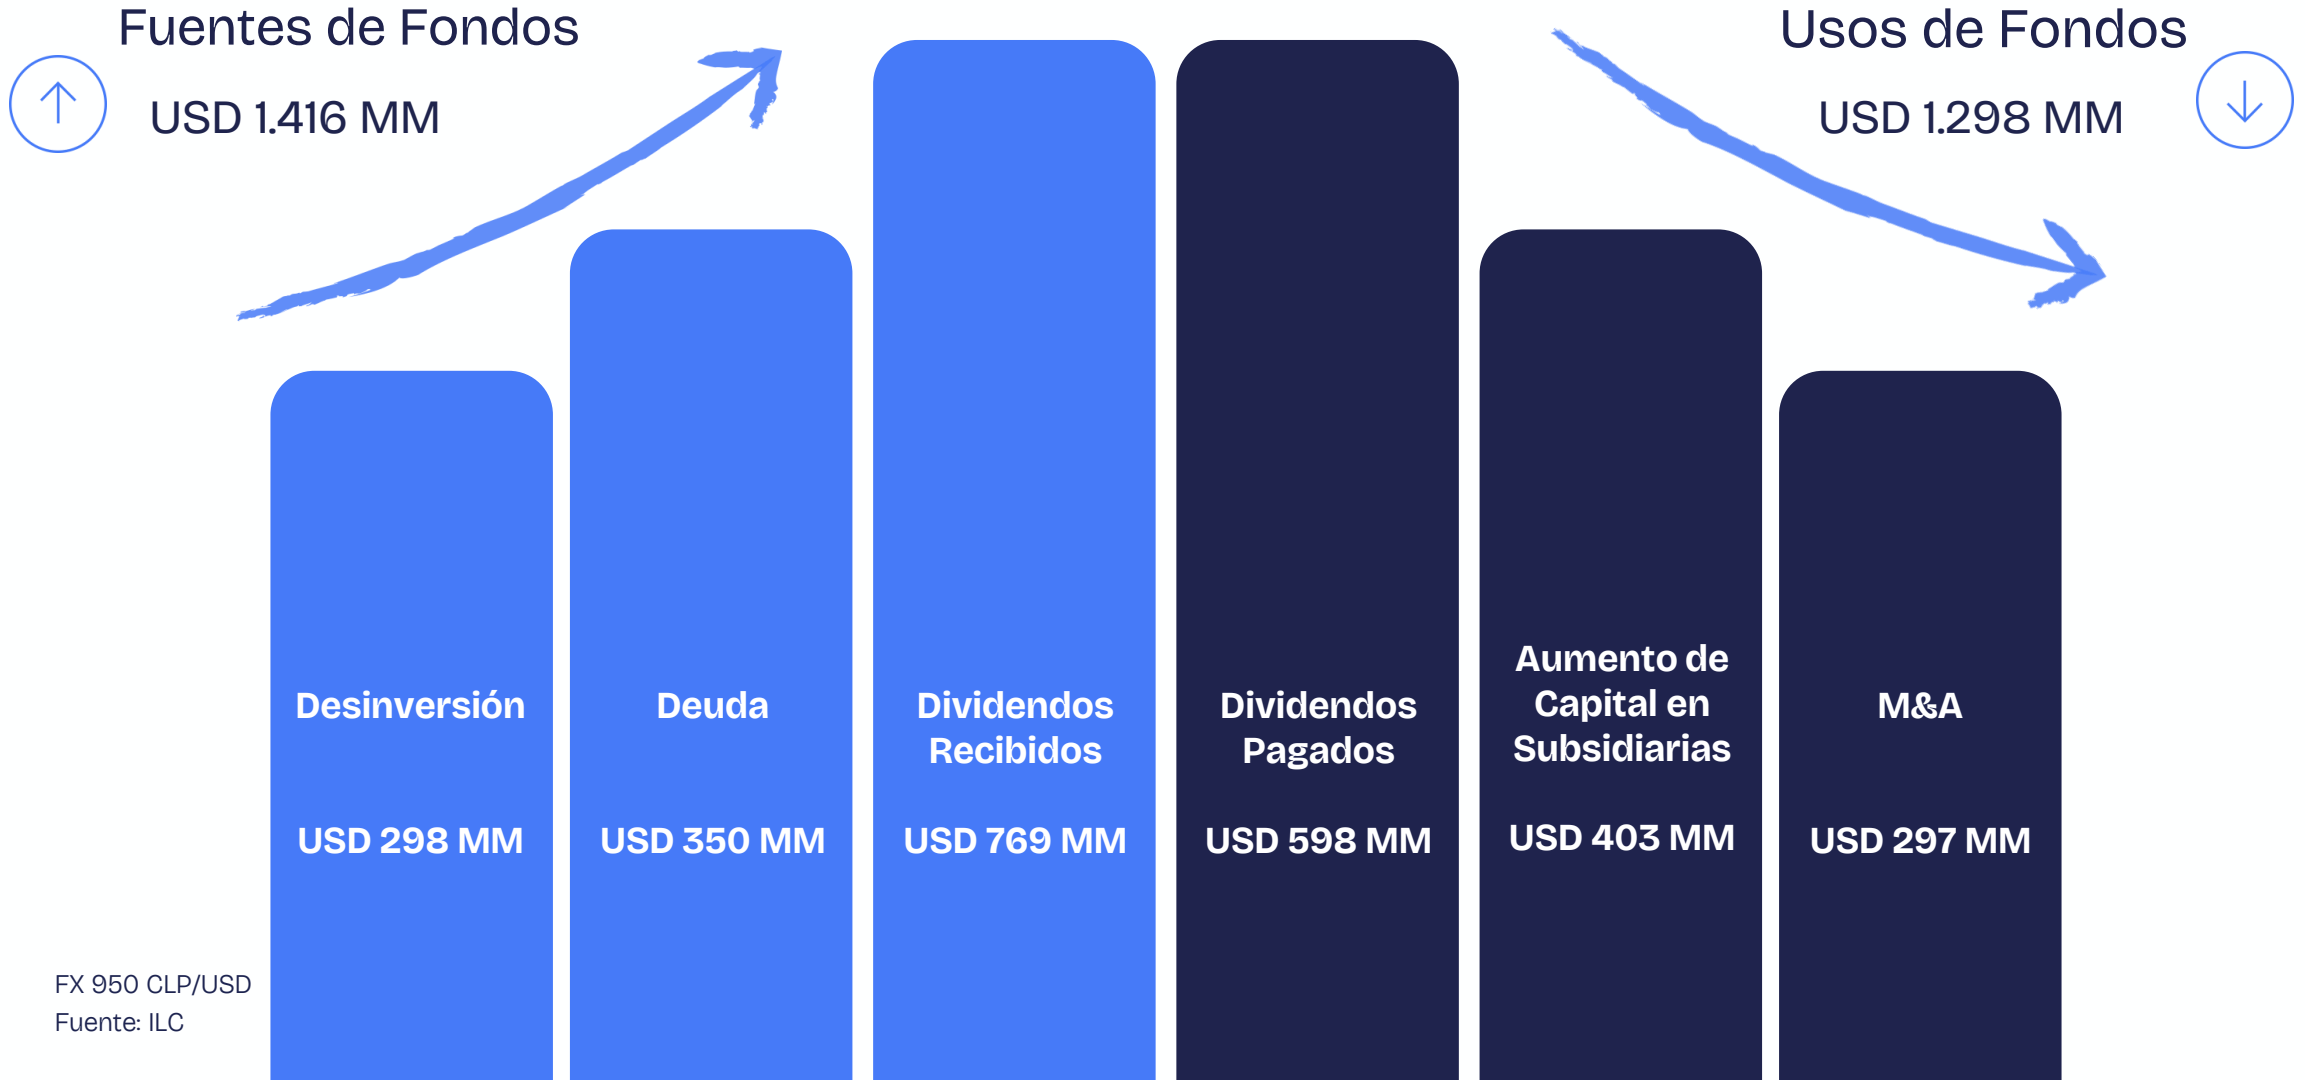 Fuentes de Fondos
USD 1.416 MM
Usos de Fondos
USD 1.298 MM
Desinversión
USD 298 MM
Deuda
USD 350 MM
Dividendos
Recibidos
USD 769 MM
Dividendos
Pagados
USD 598 MM
Aumento de
Capital en
Subsidiarias
USD 403 MM
M&A
USD 297 MM
FX 950 CLP/USD
Fuente: ILC